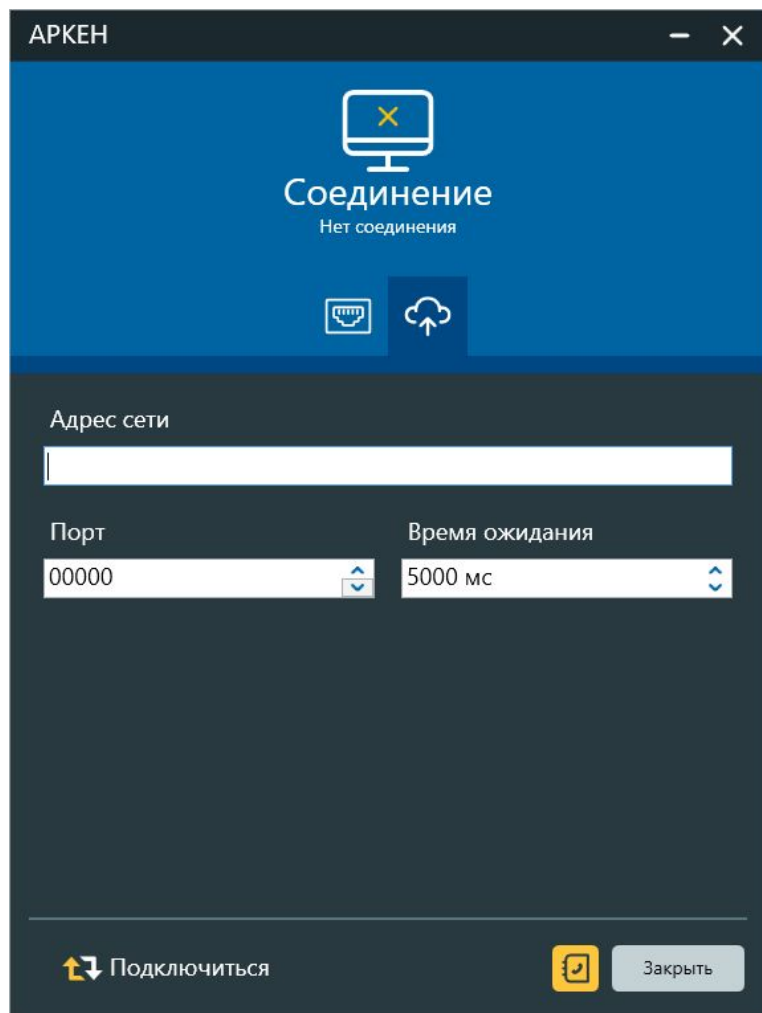 АРКЕН
Соединение
Нет соединения
Адрес сети
Порт
Время ожидания
00000
5000 мс
Подключиться
Закрыть